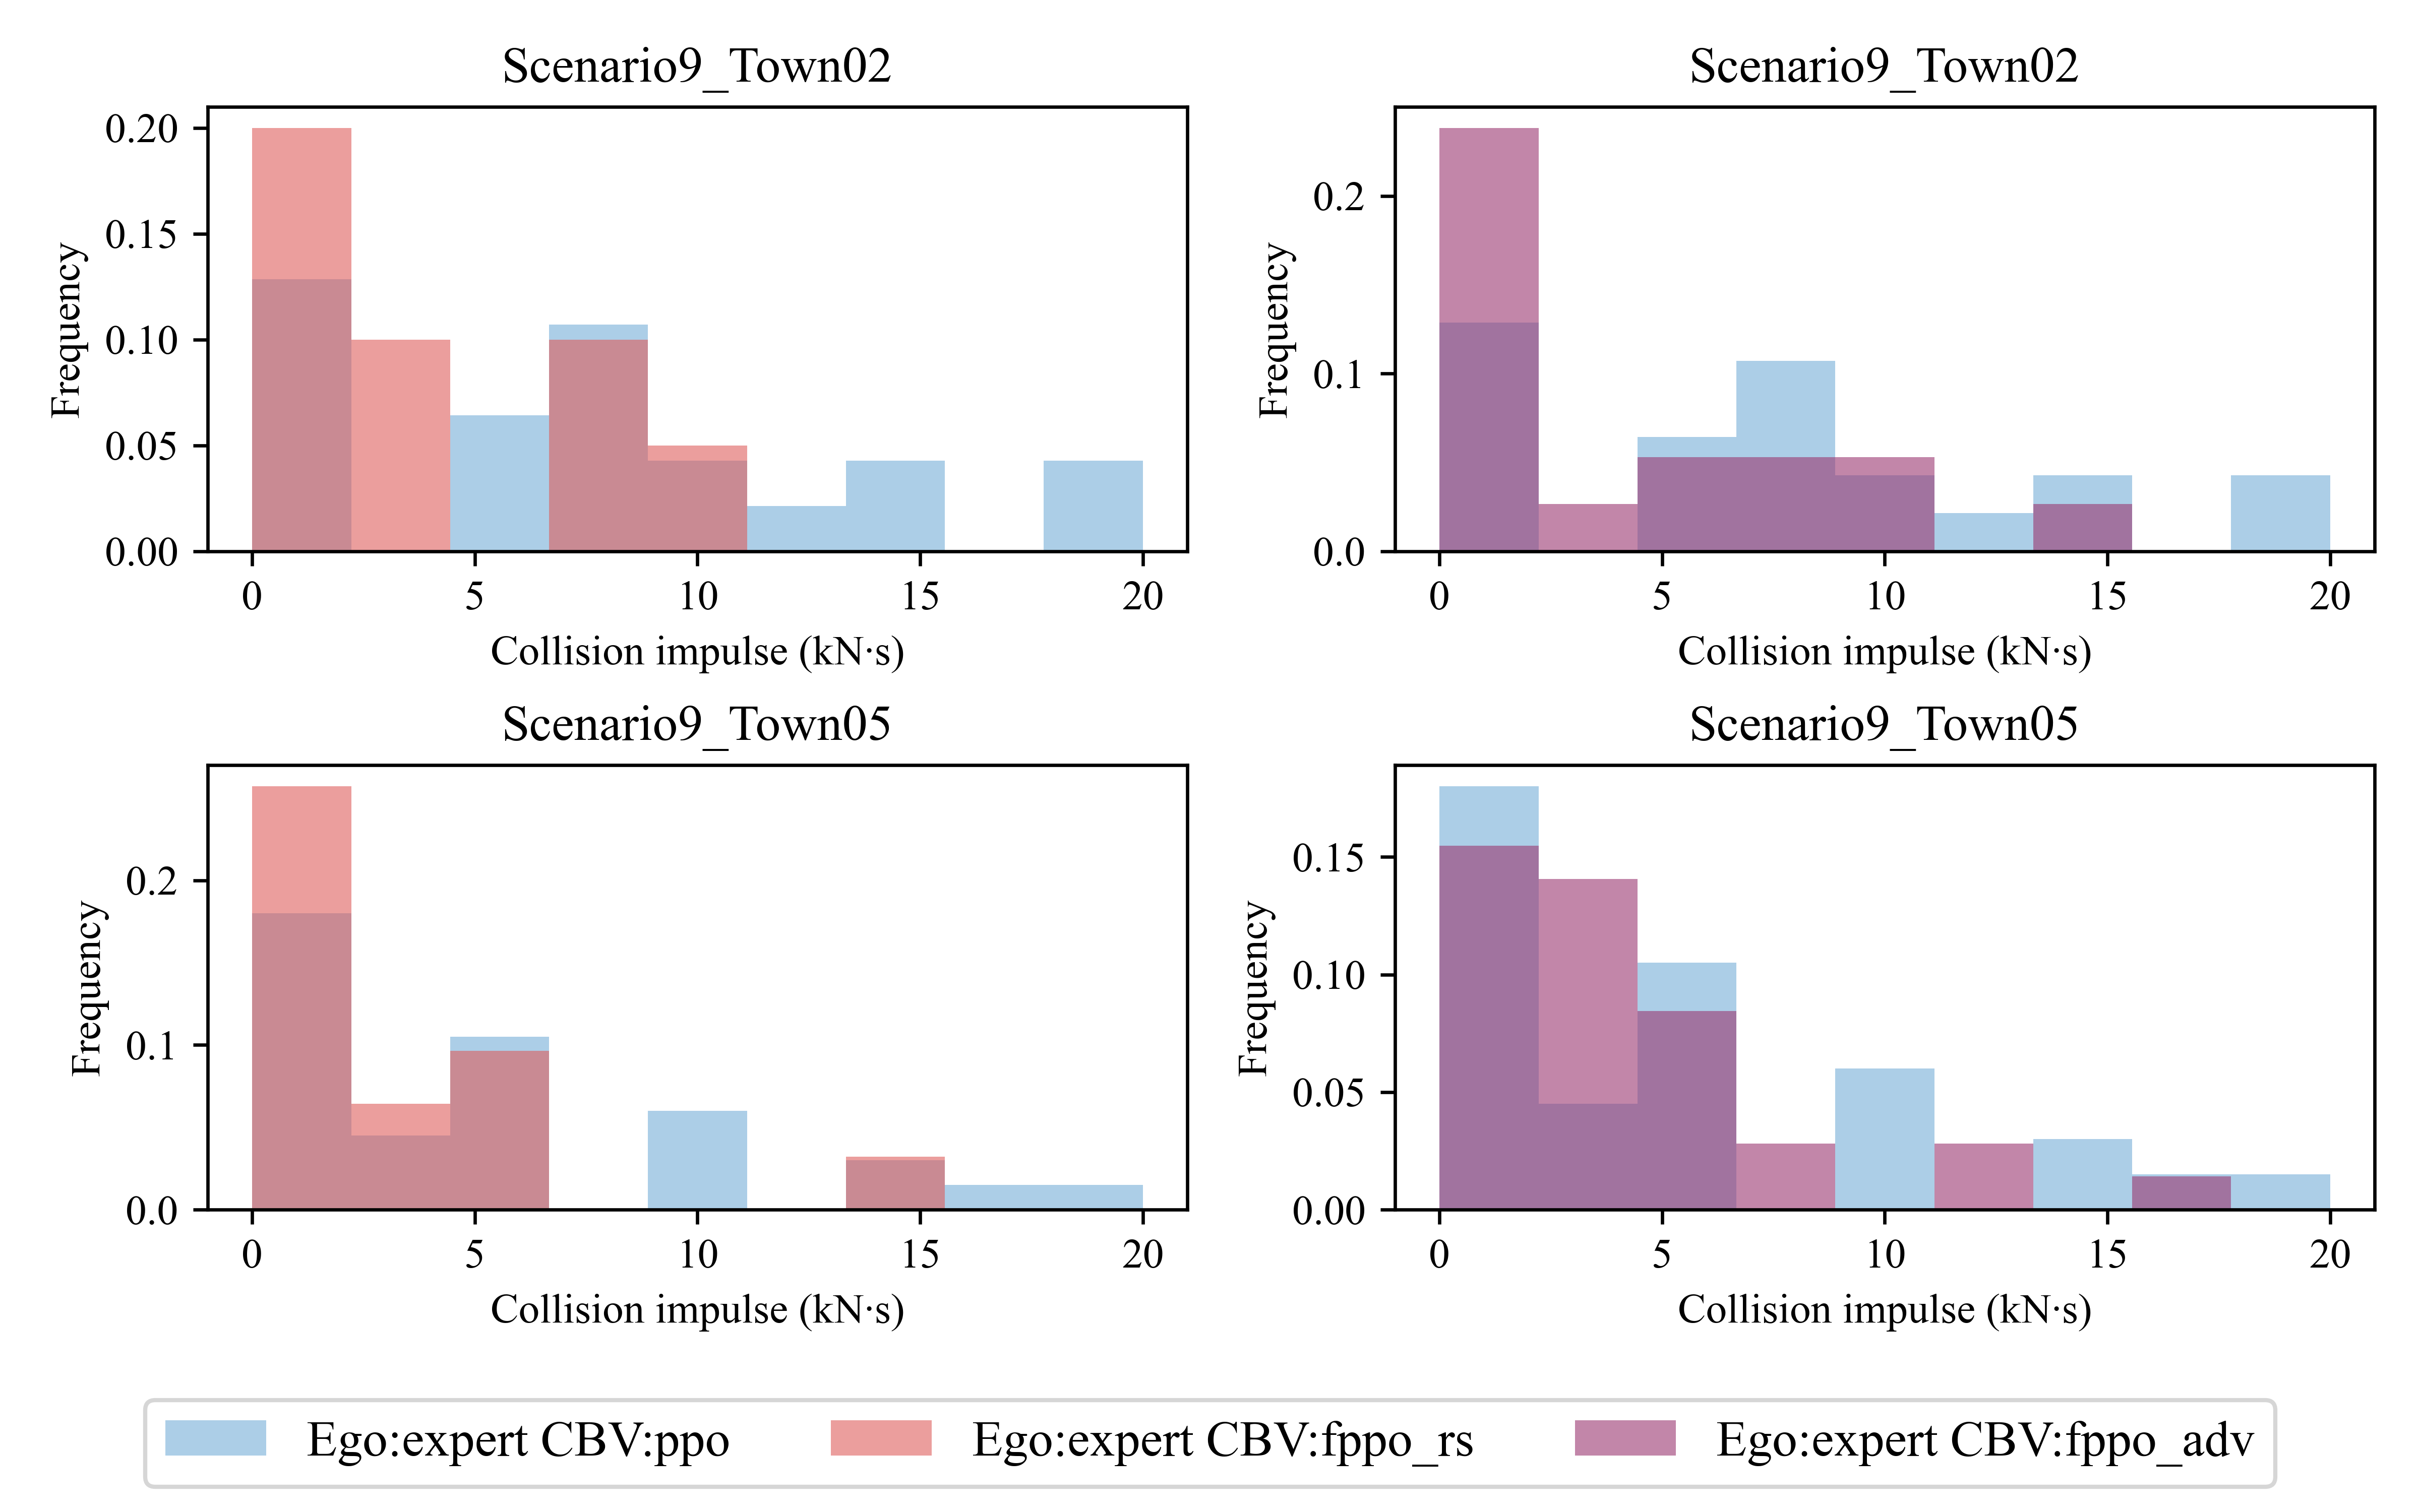 Scenario9_Town02
Frequency
0.20
0.15
0.10
0.05
0.00
0 5 10 15 20
Collision impulse (kN·s)
Scenario9_Town02
Frequency
0.2
0.1
0.0
0 5 10 15 20
Collision impulse (kN·s)
Scenario9_Town05
Frequency
0.2
0.1
0.0
0 5 10 15 20
Collision impulse (kN·s)
Scenario9_Town05
Frequency
0.15
0.10
0.05
0.00
0 5 10 15 20
Collision impulse (kN·s)
Ego:expert CBV:ppo Ego:expert CBV:fppo_rs Ego:expert CBV:fppo_adv